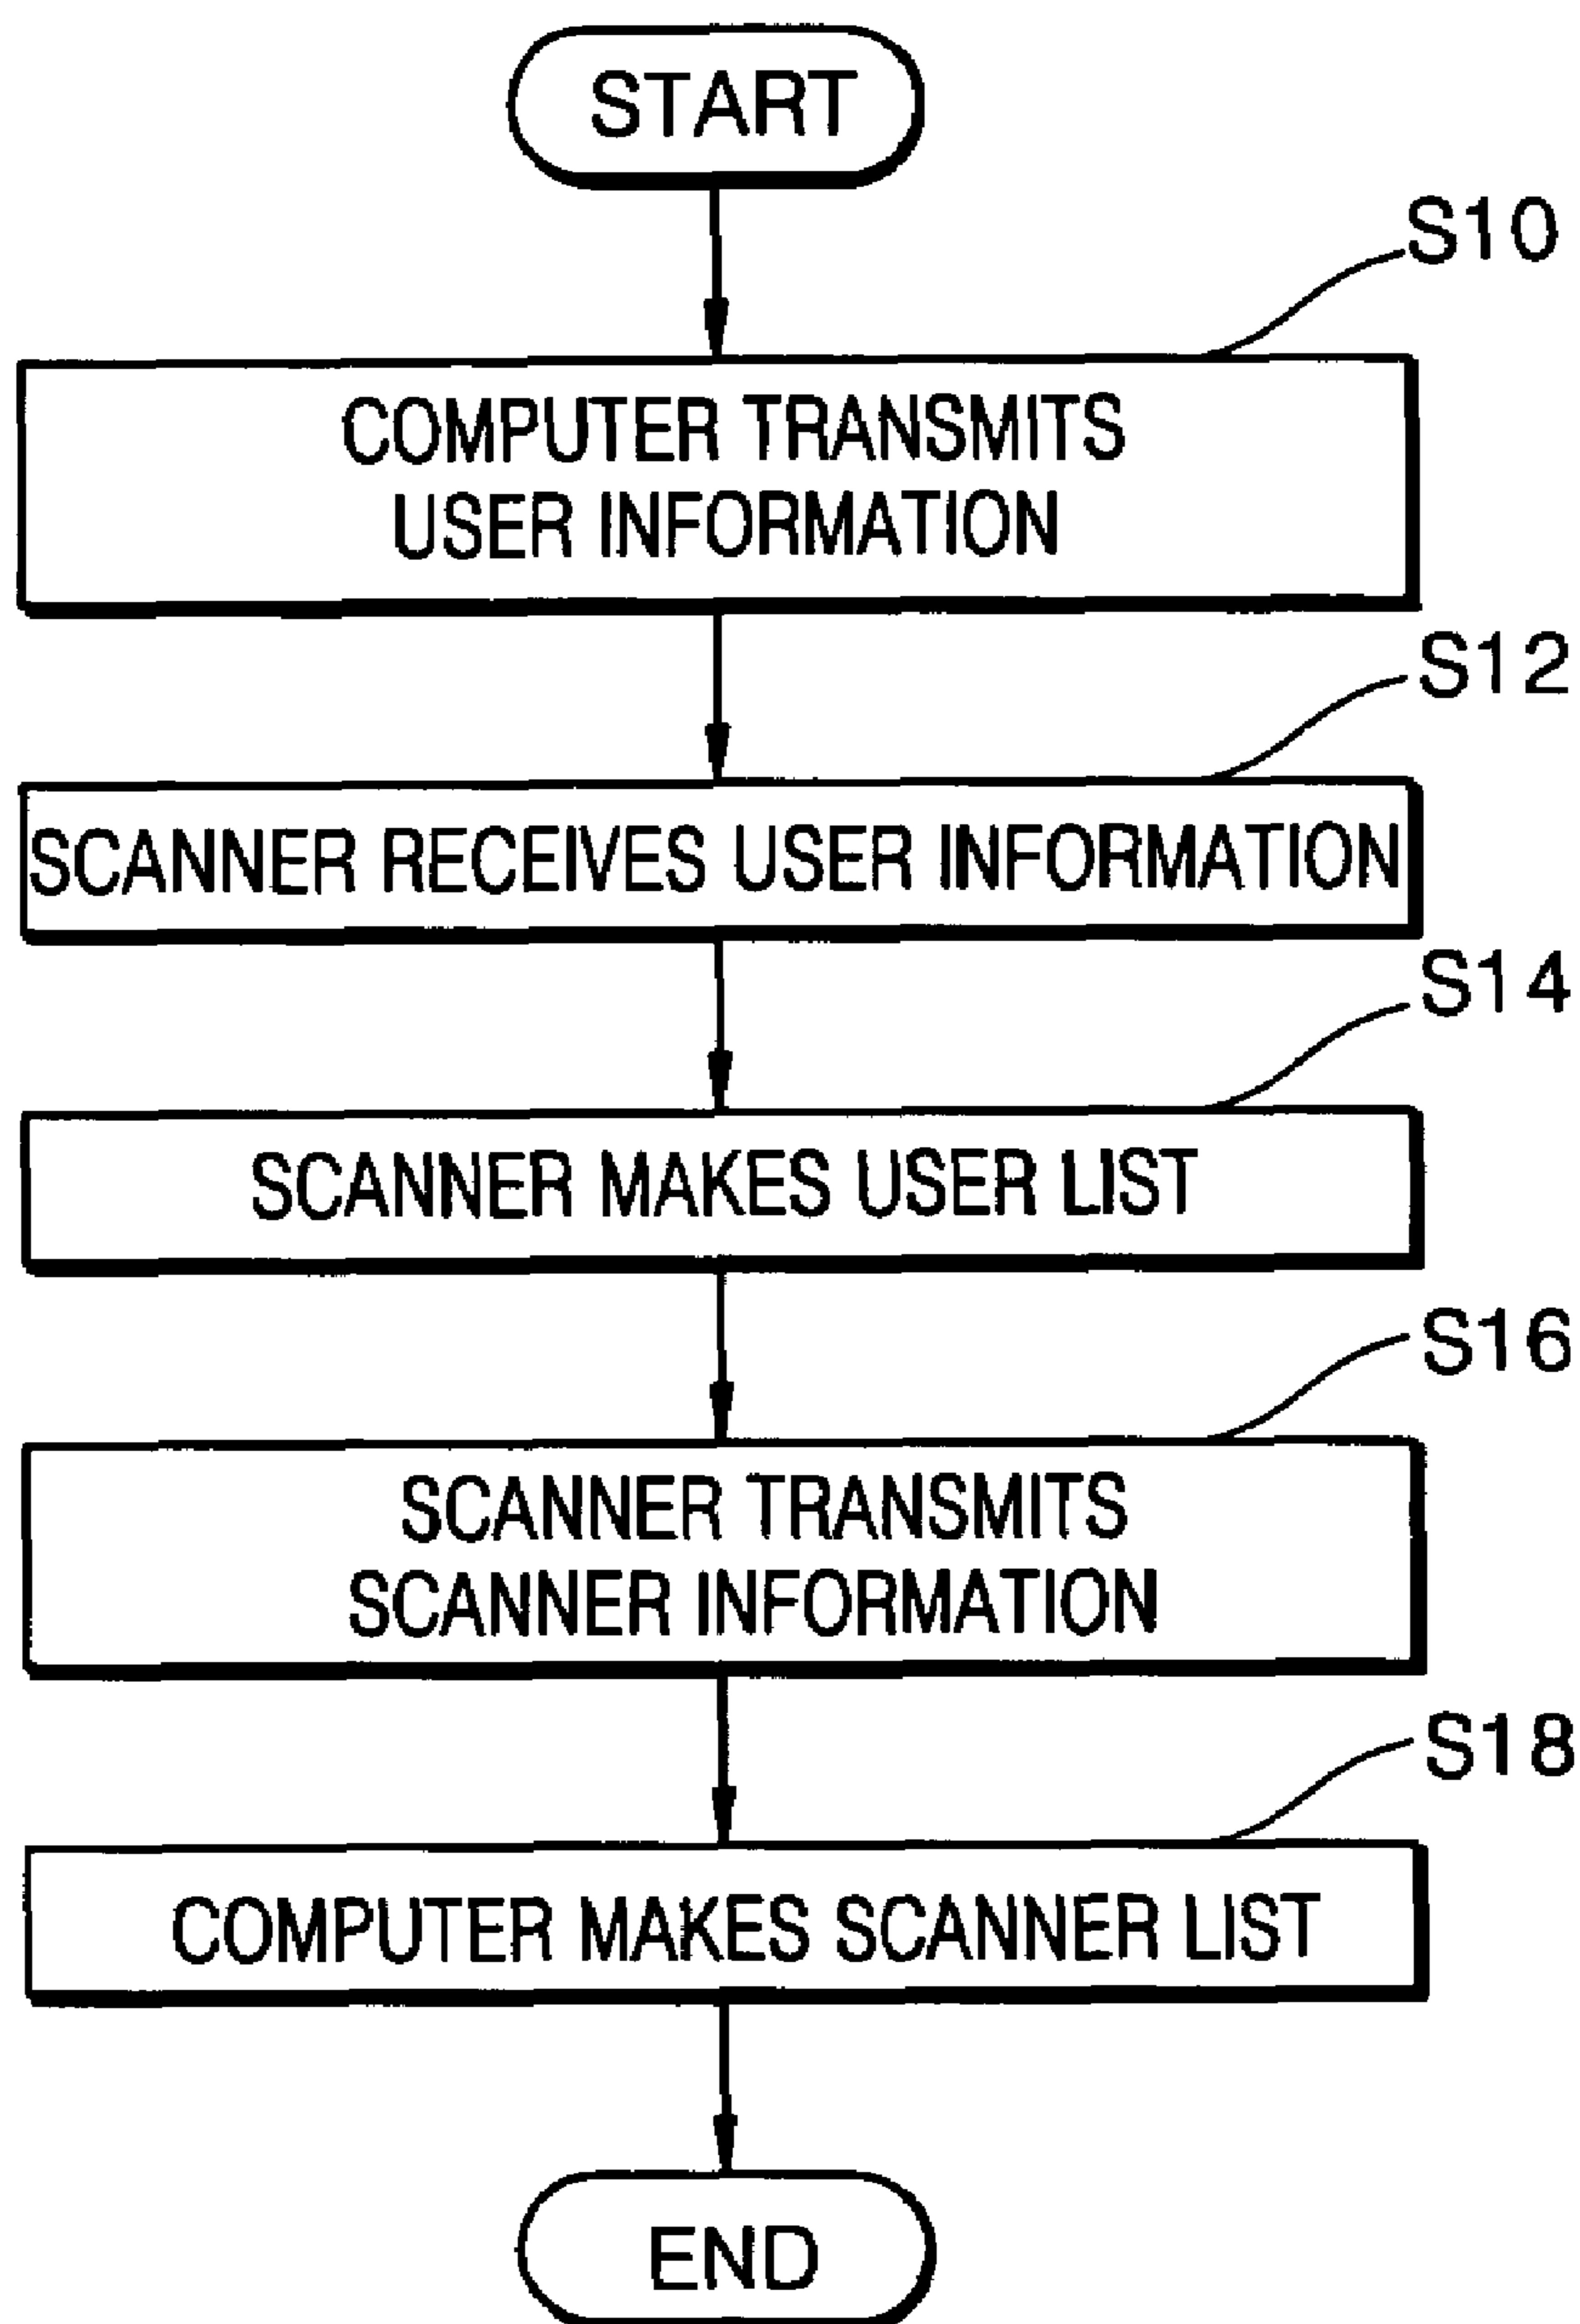 START
S10
COMPUTER TRANSMITS
USER INFORMATION
S12
SCANNER RECEIVES USER INFORMATION
S14
SCANNER MAKES USER LIST
S16
SCANNER TRANSMITS
SCANNER INFORMATION
S18
COMPUTER MAKES SCANNER LIST
END